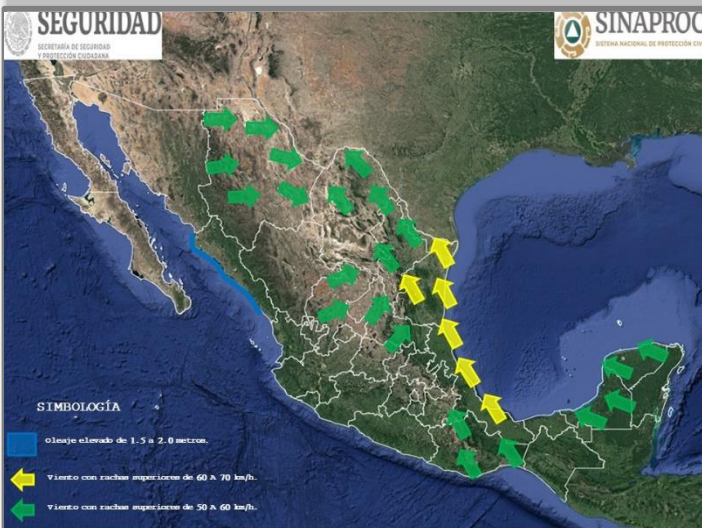 SEGURIDAD
SECRETARÍA DE SEGURIDAD
Y PROTECCIÓN CIUDADANA
SINAPROC
SISTEMA NACIONAL DE PROTECCIÓN CIV
SIMBOLOGÍA
Oleaje elevado de 1.5 a 2.0 metros.
Viento con rachas superiores de 60 A 70 km/h.
Viento con rachas superiores de 50 A 60 km/h.